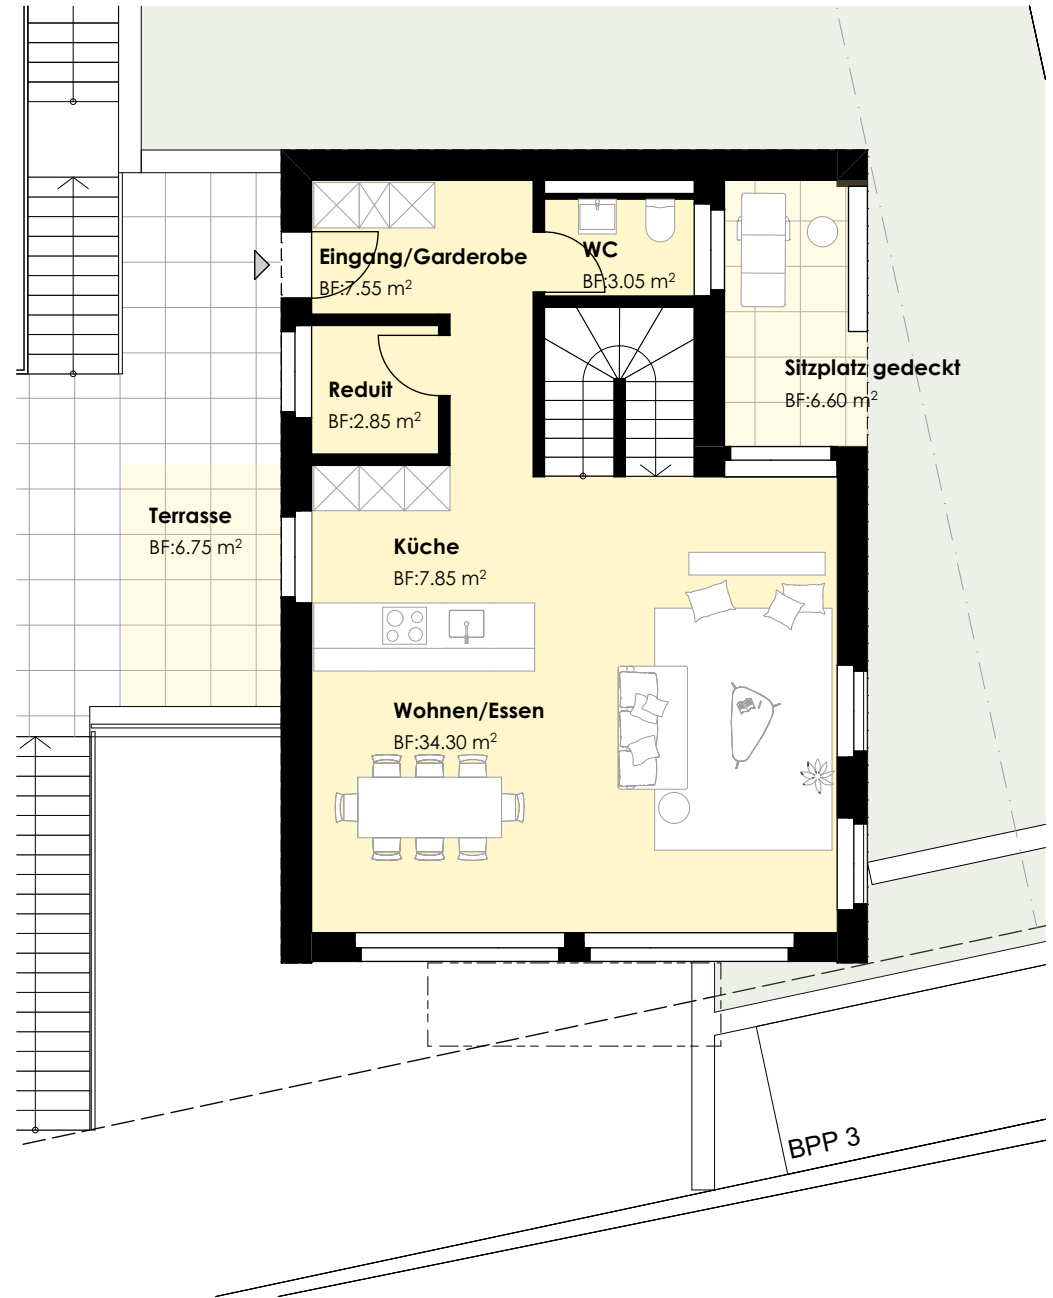 Eingang/Garderobe
BF:7.55 m²
WC
BF:3.05 m²
Sitzplatz gedeckt
BF:6.60 m²
Reduit
BF:2.85 m²
Terrasse
BF:6.75 m²
Küche
BF:7.85 m²
Wohnen/Essen
BF:34.30 m²
BPP 3